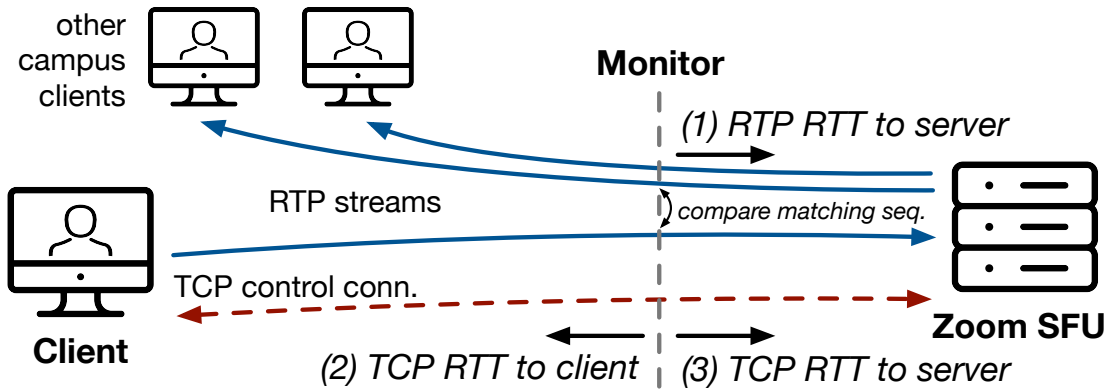 other
campus
clients
Monitor
(1) RTP RTT to server
RTP streams
compare matching seq.
TCP control conn.
Client
Zoom SFU
(2) TCP RTT to client
(3) TCP RTT to server